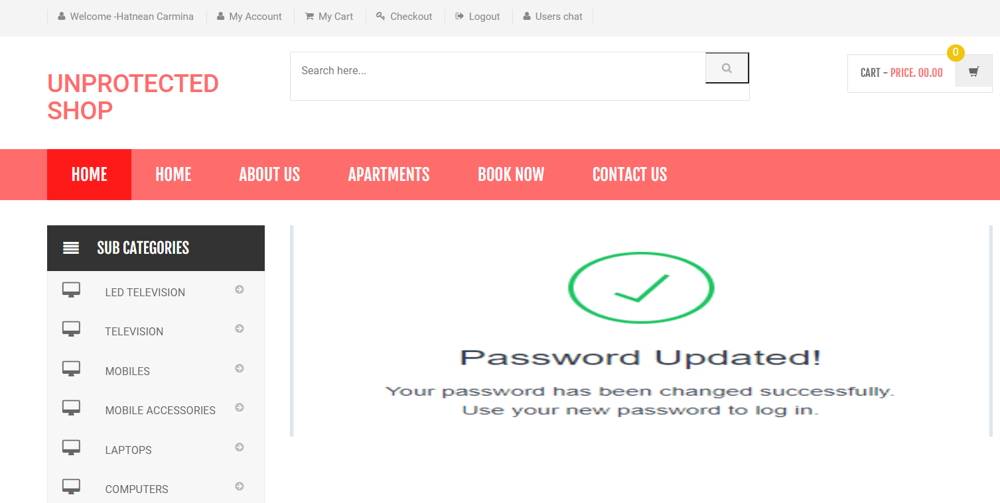 Welcome -Hatnean Carmina My Account My Cart Checkout Logout Users chat
UNPROTECTED
SHOP
Search here...
0
CART - PRICE. 00.00
HOME HOME ABOUT US APARTMENTS BOOK NOW CONTACT US
SUB CATEGORIES
LED TELEVISION
TELEVISION
MOBILES
MOBILE ACCESSORIES
LAPTOPS
COMPUTERS
Password Updated!
Your password has been changed successfully.
Use your new password to log in.